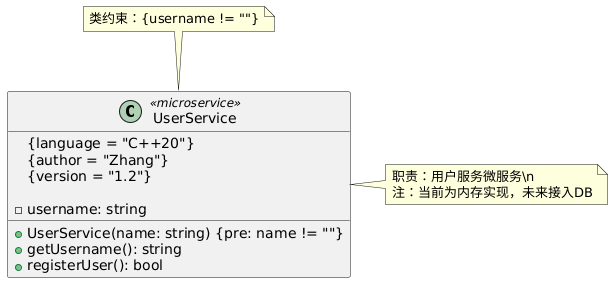 类约束：{username != ""}
«microservice»
C UserService
{language = "C++20"}
{author = "Zhang"}
{version = "1.2"}
username: string
UserService(name: string) {pre: name != ""}
getUsername(): string
registerUser(): bool
职责：用户服务微服务\n
注：当前为内存实现，未来接入DB